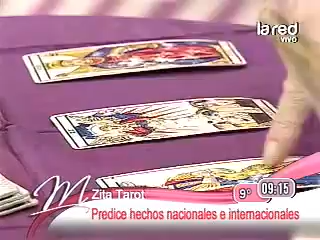 la red
VIVO
M
Zita Tarot
9° 09:15
Predice hechos nacionales e internacionales